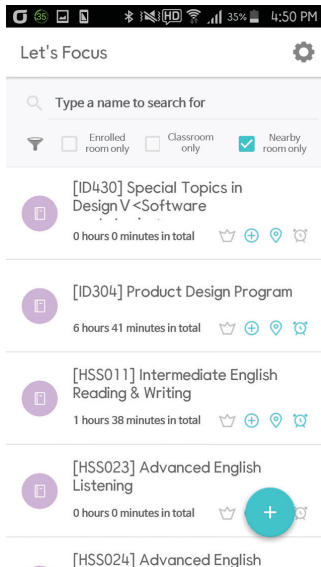 35 HD 35% 4:50 PM
Let's Focus
Type a name to search for
Enrolled
room only
Classroom
only
Nearby
room only
[ID430] Special Topics in
Design V <Software
0 hours 0 minutes in total
[ID304] Product Design Program
6 hours 41 minutes in total
[HSS011] Intermediate English
Reading & Writing
1 hours 38 minutes in total
[HSS023] Advanced English
Listening
0 hours 0 minutes in total
+
[HSS024] Advanced English